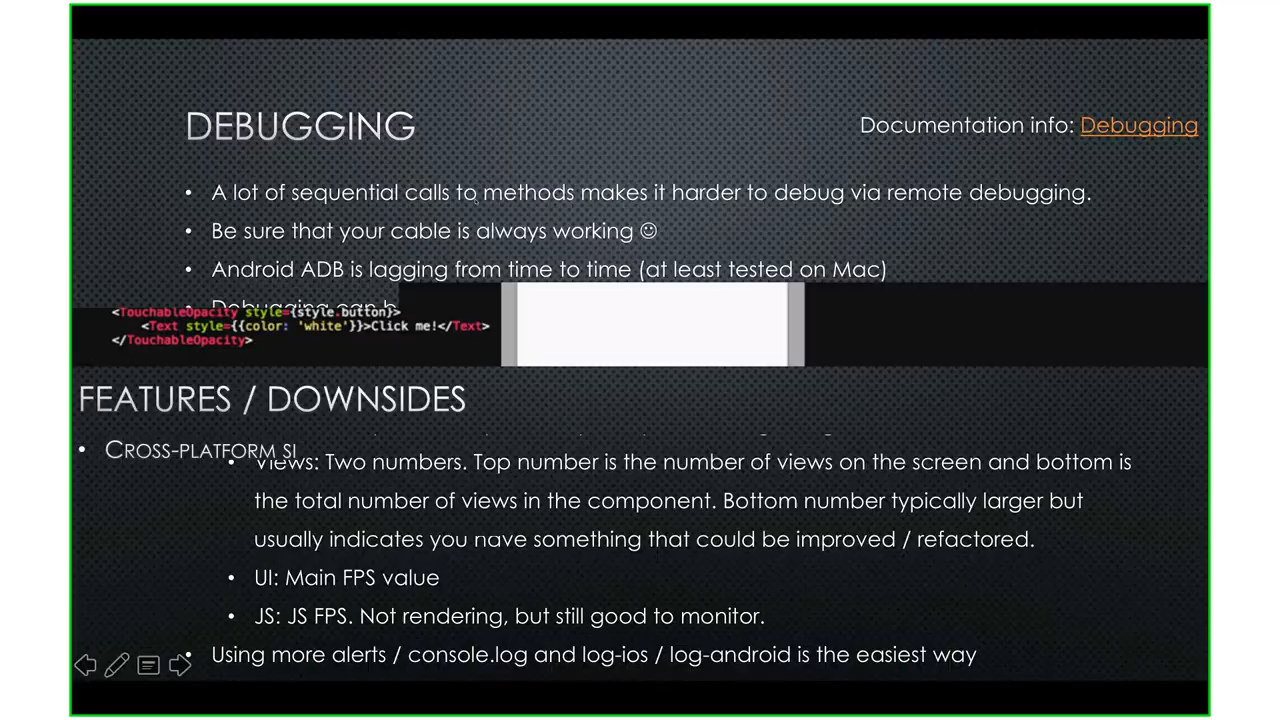 DEBUGGING
Documentation info: Debugging
• A lot of sequential calls to methods makes it harder to debug via remote debugging.
• Be sure that your cable is always working ☺
• Android ADB is lagging from time to time (at least tested on Mac)
• Debugging can b
<TouchableOpacity style={style.button}>
<Text style={{color: 'white'}}>Click me!</Text>
</TouchableOpacity>
FEATURES / DOWNSIDES
• CROSS-PLATFORM SI
• Views: Two numbers. Top number is the number of views on the screen and bottom is
the total number of views in the component. Bottom number typically larger but
usually indicates you have something that could be improved / refactored.
• UI: Main FPS value
• JS: JS FPS. Not rendering, but still good to monitor.
• Using more alerts / console.log and log-ios / log-android is the easiest way